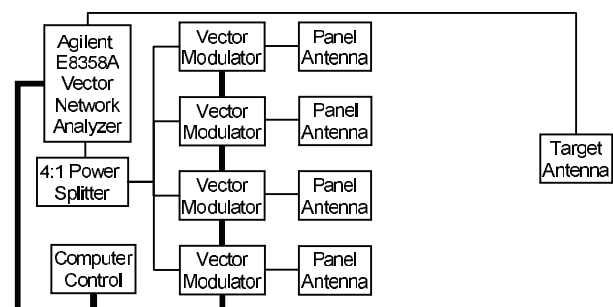 Agilent
E8358A
Vector
Network
Analyzer
4:1 Power
Splitter
Computer
Control
Vector
Modulator
Panel
Antenna
Vector
Modulator
Panel
Antenna
Vector
Modulator
Panel
Antenna
Vector
Modulator
Panel
Antenna
Target
Antenna